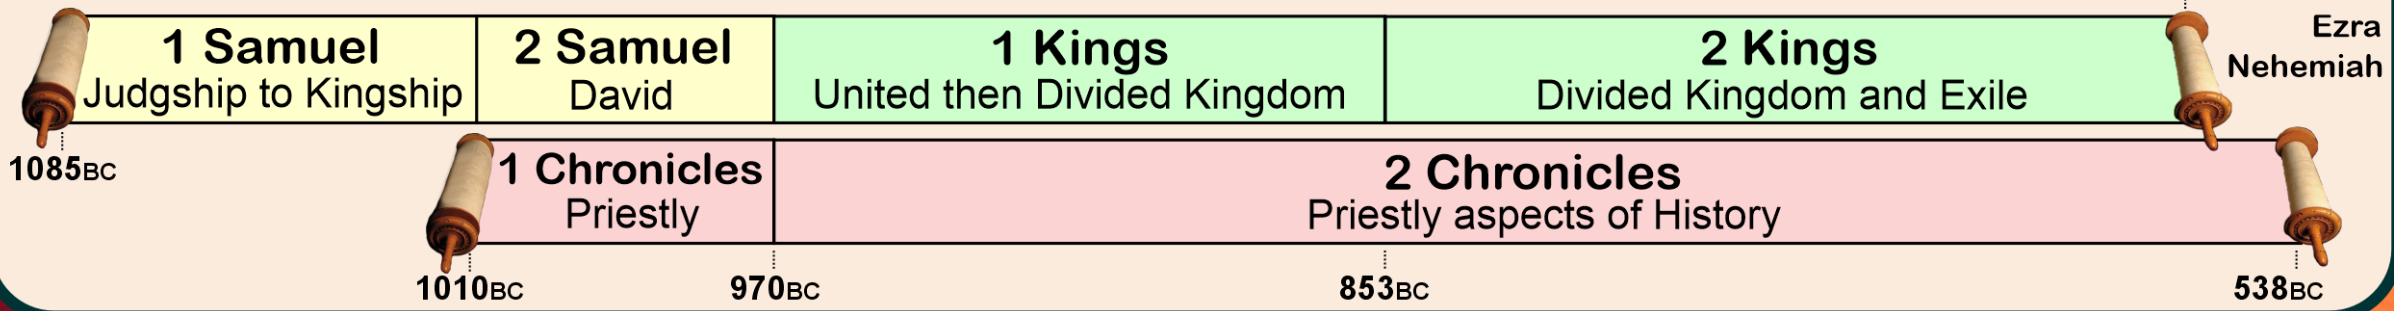 1 Samuel
Judgship to Kingship
2 Samuel
David
1 Kings
United then Divided Kingdom
2 Kings
Divided Kingdom and Exile
Ezra
Nehemiah
1085BC
1 Chronicles
Priestly
2 Chronicles
Priestly aspects of History
1010BC
970BC
853BC
538BC